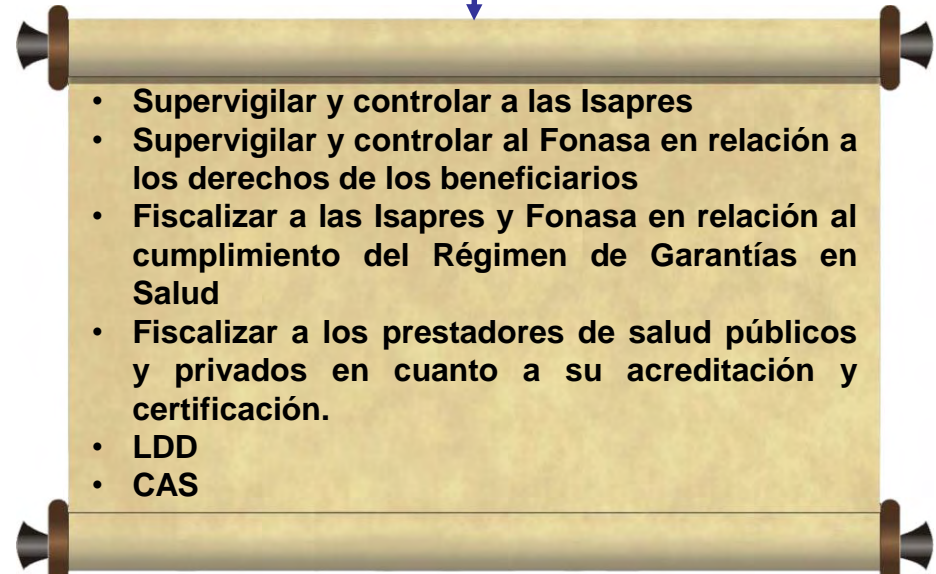 • Supervigilar y controlar a las Isapres
• Supervigilar y controlar al Fonasa en relación a
los derechos de los beneficiarios
• Fiscalizar a las Isapres y Fonasa en relación al
cumplimiento del Régimen de Garantías en
Salud
• Fiscalizar a los prestadores de salud públicos
y privados en cuanto a su acreditación y
certificación.
• LDD
• CAS